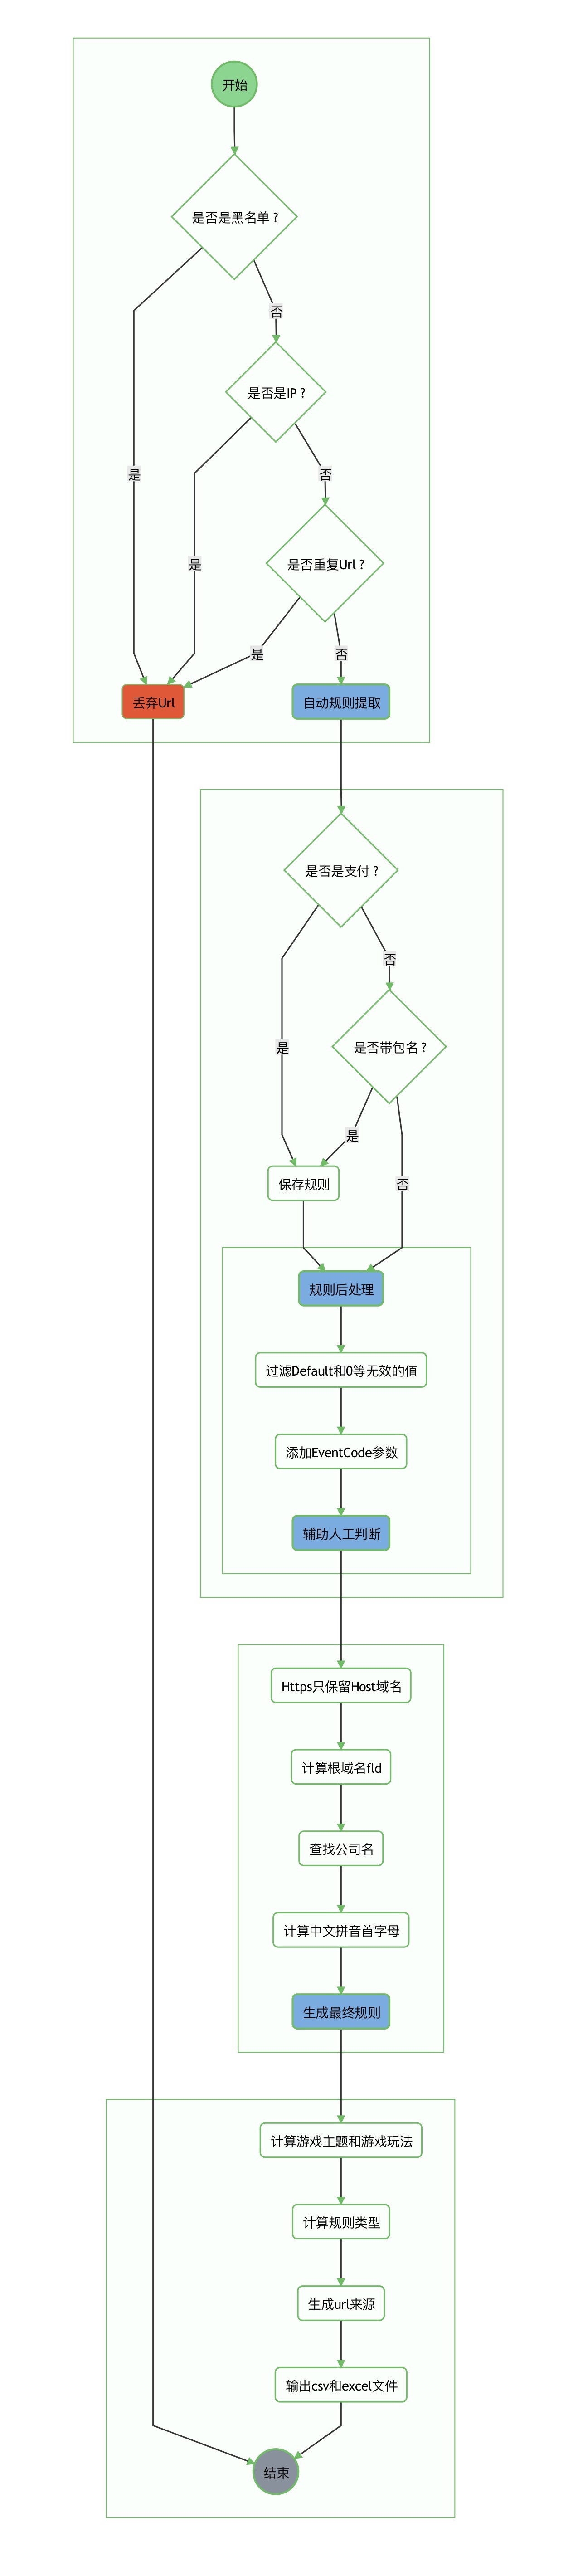 开始
是否是黑名单？
否
是否是IP？
是
否
是
是否重复Url？
是
否
丢弃Url
自动规则提取
是否是支付？
否
是
是否带包名？
是
保存规则
否
规则后处理
过滤Default和0等无效的值
添加EventCode参数
辅助人工判断
Https只保留Host域名
计算根域名fld
查找公司名
计算中文拼音首字母
生成最终规则
计算游戏主题和游戏玩法
计算规则类型
生成url来源
输出csv和excel文件
结束